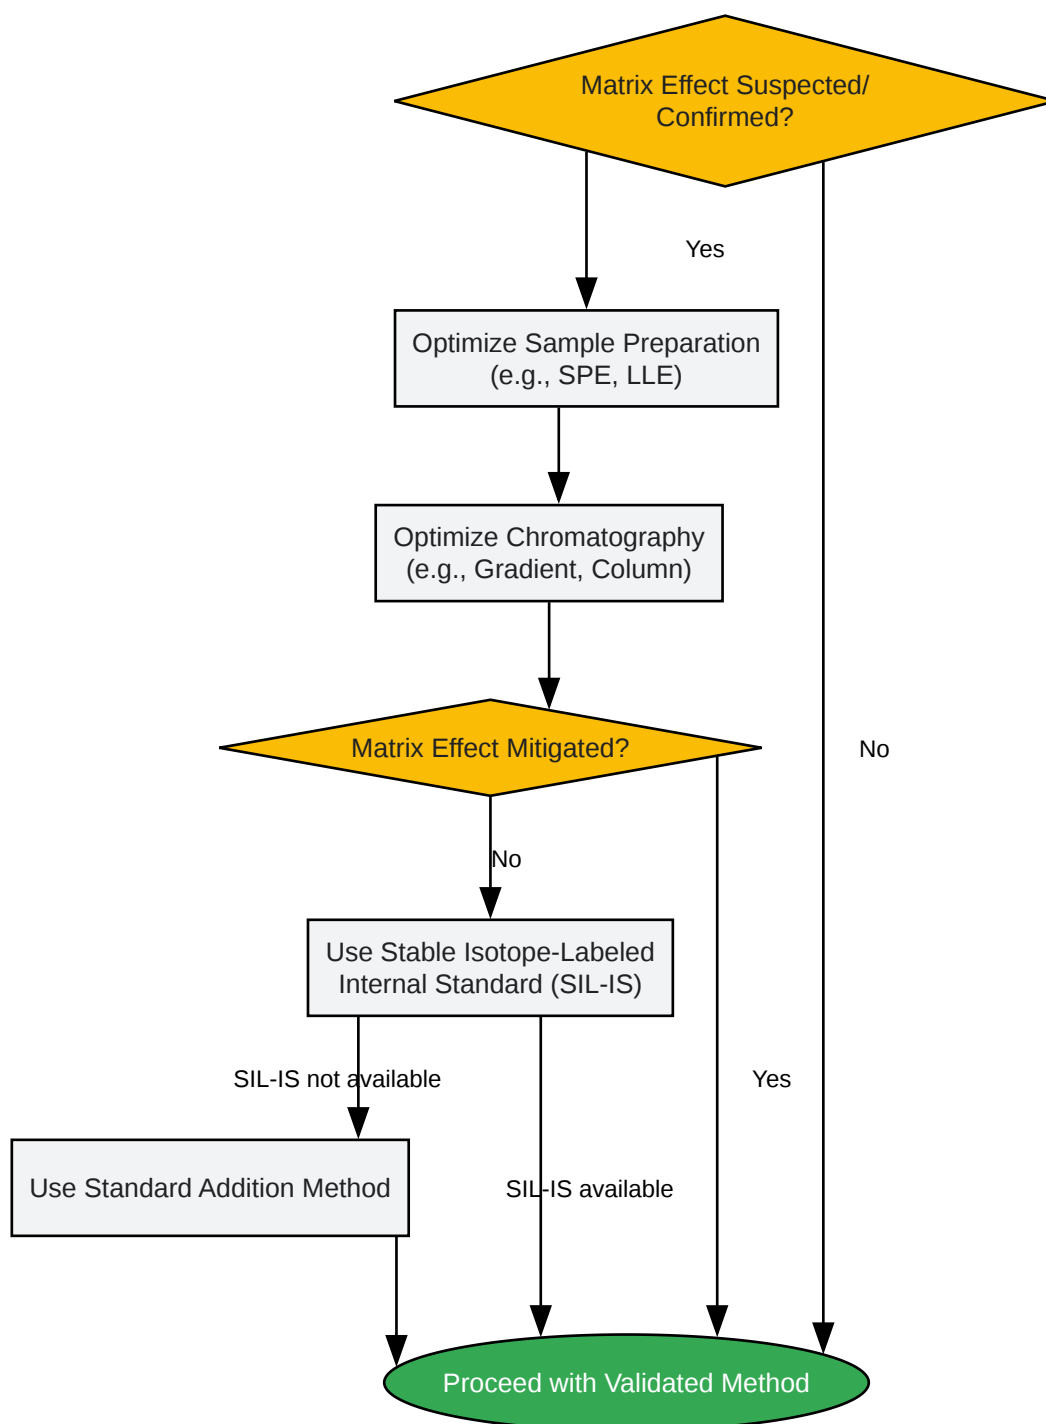 Matrix Effect Suspected/
Confirmed?
Yes
Optimize Sample Preparation
(e.g., SPE, LLE)
Optimize Chromatography
(e.g., Gradient, Column)
Matrix Effect Mitigated?
No
No
Use Stable Isotope-Labeled
Internal Standard (SIL-IS)
SIL-IS not available
Yes
Use Standard Addition Method
SIL-IS available
Proceed with Validated Method